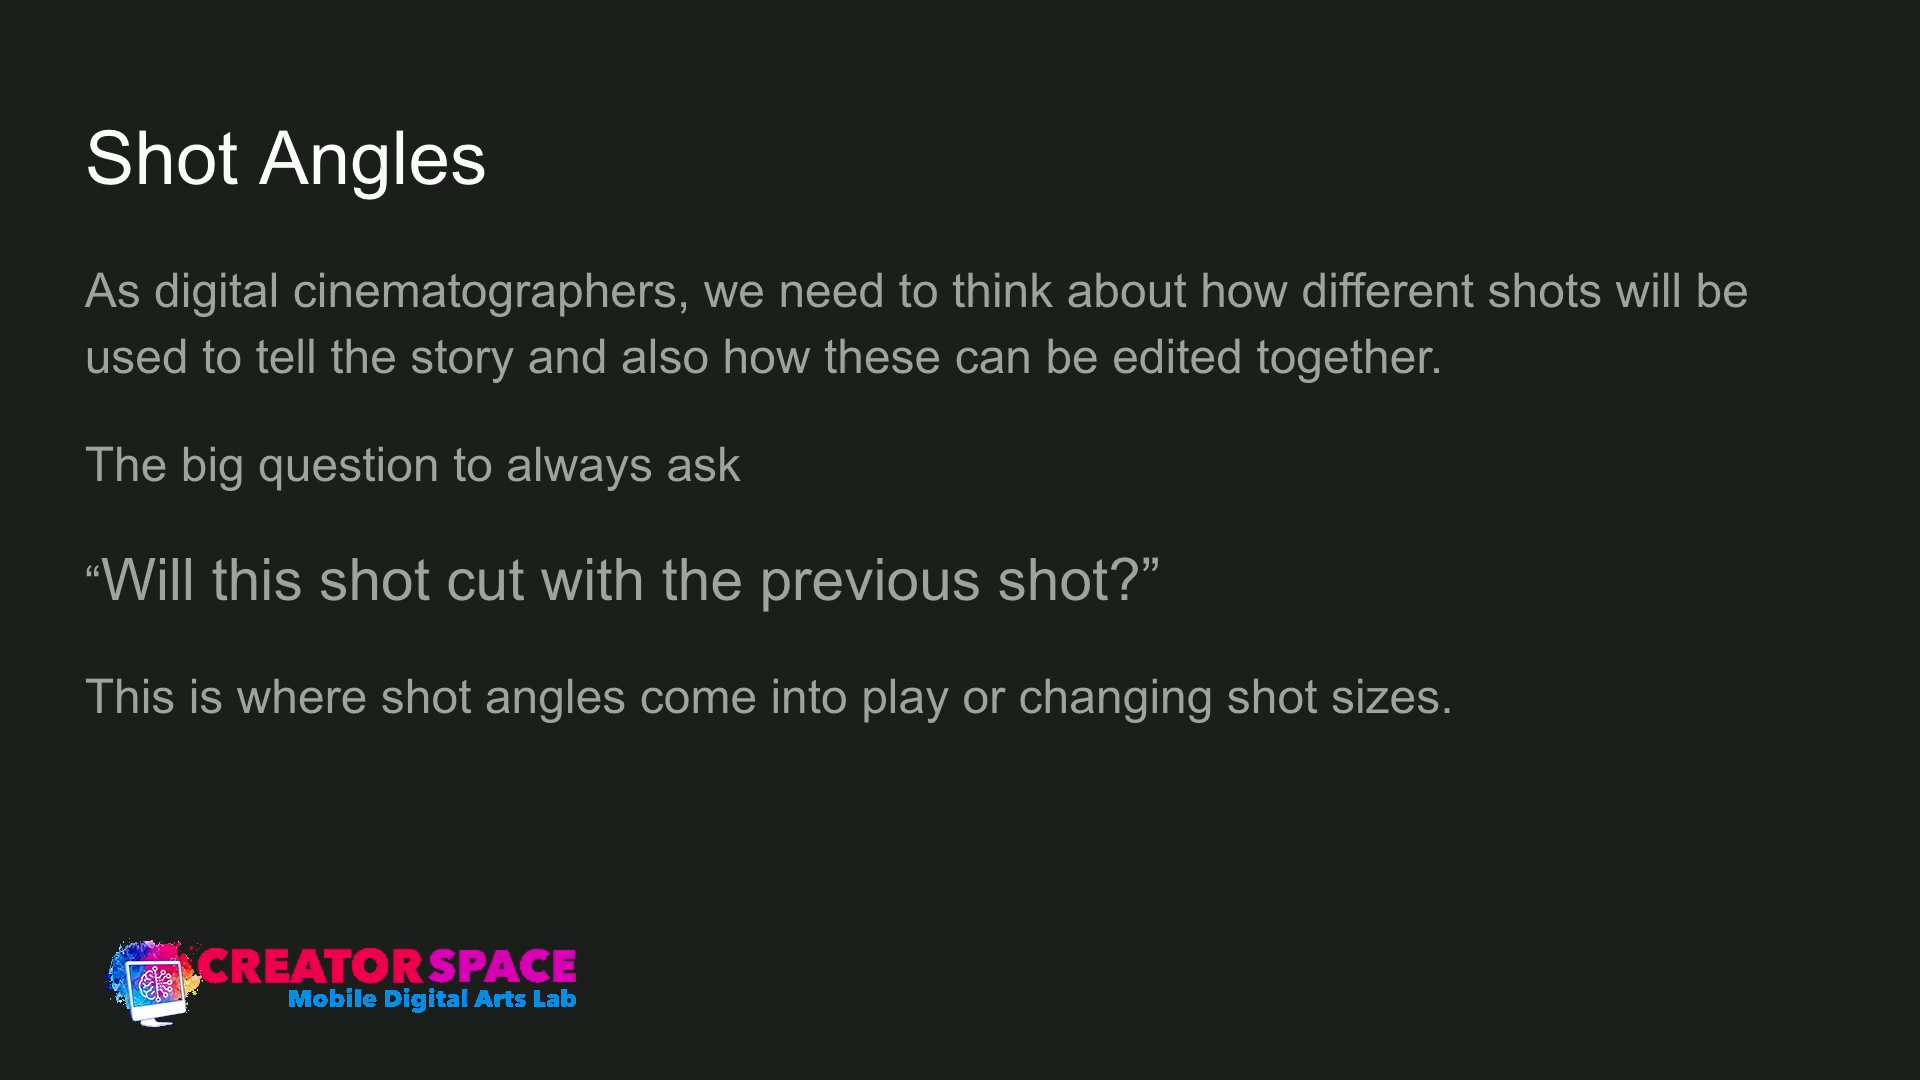 Shot Angles
As digital cinematographers, we need to think about how different shots will be
used to tell the story and also how these can be edited together.
The big question to always ask
“Will this shot cut with the previous shot?”
This is where shot angles come into play or changing shot sizes.
CREATORSPACE
Mobile Digital Arts Lab